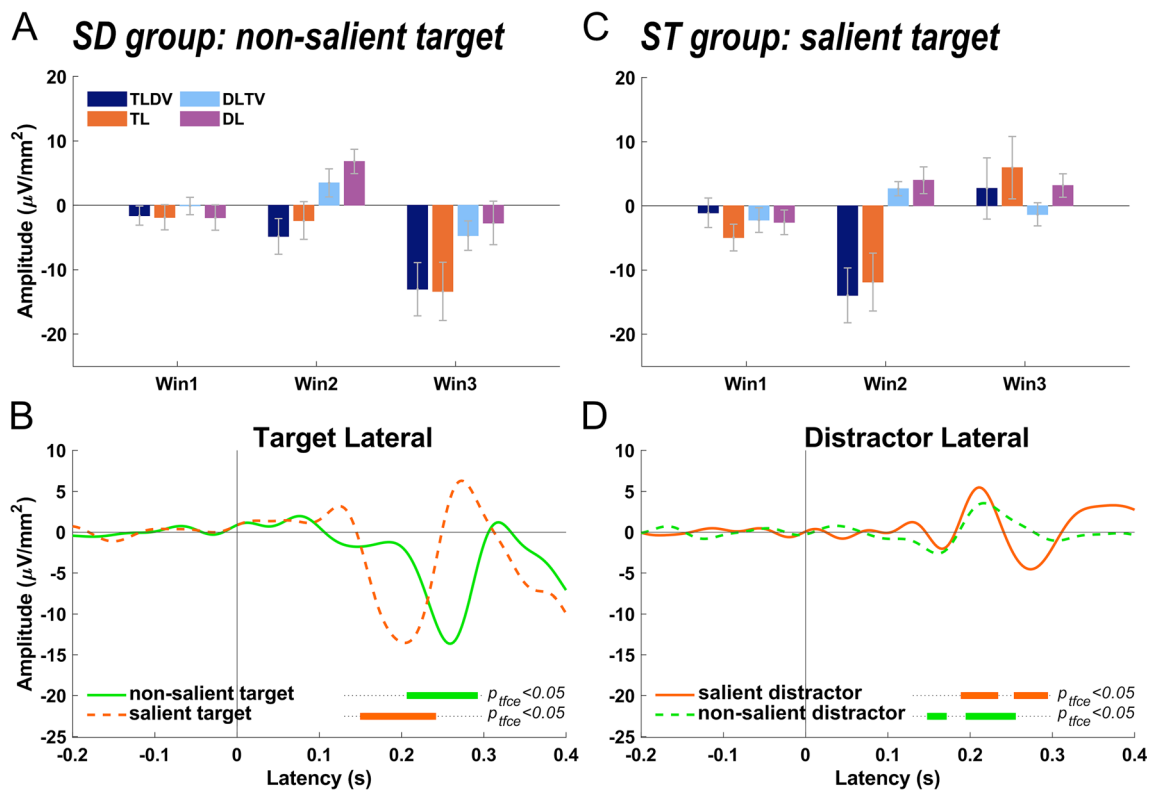 A
SD group: non-salient target
20
10
0
-10
-20
Amplitude (μV/mm²)
TLDV
DLTV
TL
DL
Win1
Win2
Win3
C
ST group: salient target
20
10
0
-10
-20
Win1
Win2
Win3
B
Target Lateral
10
5
0
-5
-10
-15
-20
-25
Amplitude (μV/mm²)
non-salient target
p tfce <0.05
salient target
p tfce <0.05
-0.2
-0.1
0
0.1
0.2
0.3
0.4
Latency (s)
D
Distractor Lateral
10
5
0
-5
-10
-15
-20
-25
salient distractor
p tfce <0.05
non-salient distractor
p tfce <0.05
-0.2
-0.1
0
0.1
0.2
0.3
0.4
Latency (s)